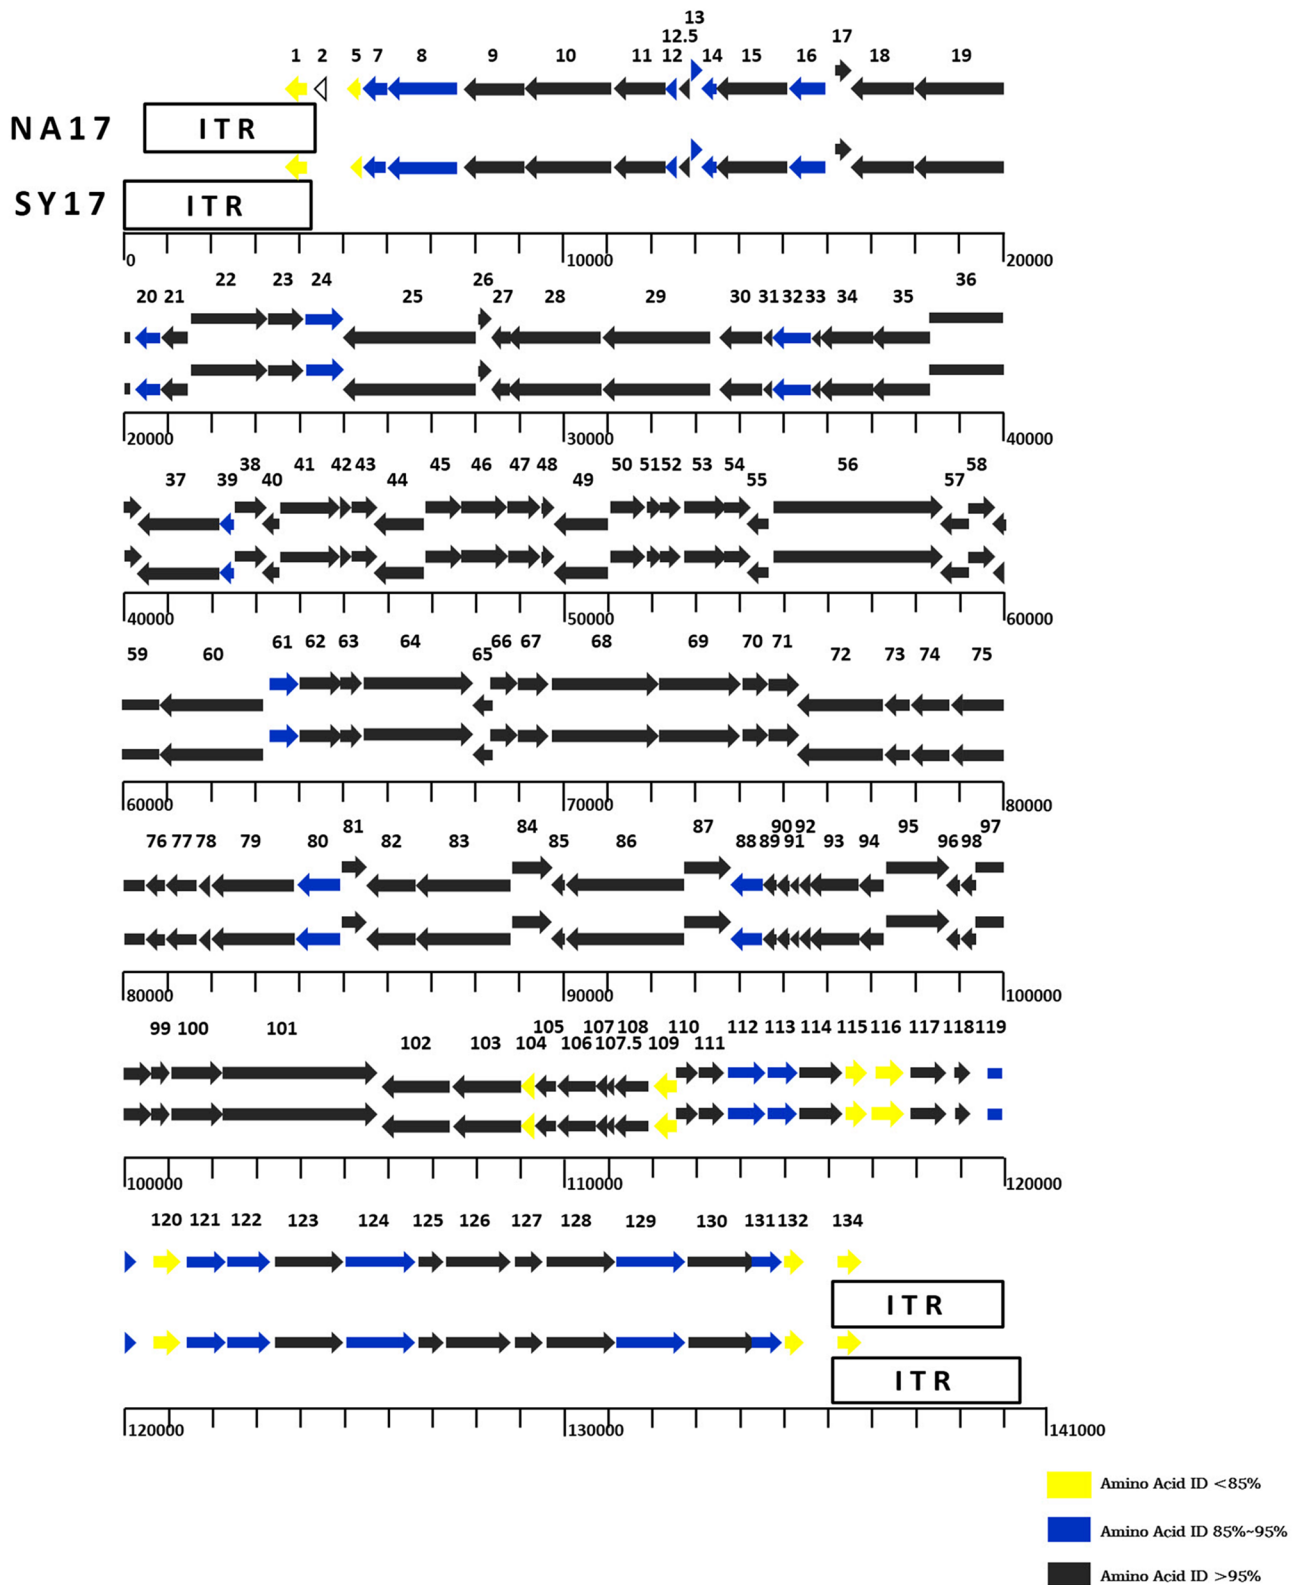 13
12.5 17
1 2 5 7 8 9 10 11 12 14 15 16 18 19
NA17 ITR
SY17 ITR
0 10000 20000
22 23 24 26 36
20 21 25 27 28 29 30 31 32 33 34 35
20000 30000 40000
38 41 42 43 45 46 47 48 50 51 52 53 54 56 58
37 39 40 44 49 55 57
40000 50000 60000
61 62 63 64 66 67 68 69 70 71
59 60 65 72 73 74 75
60000 70000 80000
81 84 87 90 92 95 97
76 77 78 79 80 82 83 85 86 88 89 91 93 94 96 98
80000 90000 100000
99 100 101 105 107 108 110 112 113 114 115 116 117 118 119
102 103 104 106 107.5 109 111
100000 110000 120000
120 121 122 123 124 125 126 127 128 129 130 131 132 134
ITR
ITR
120000 130000 141000
Amino Acid ID <85%
Amino Acid ID 85%~95%
Amino Acid ID >95%